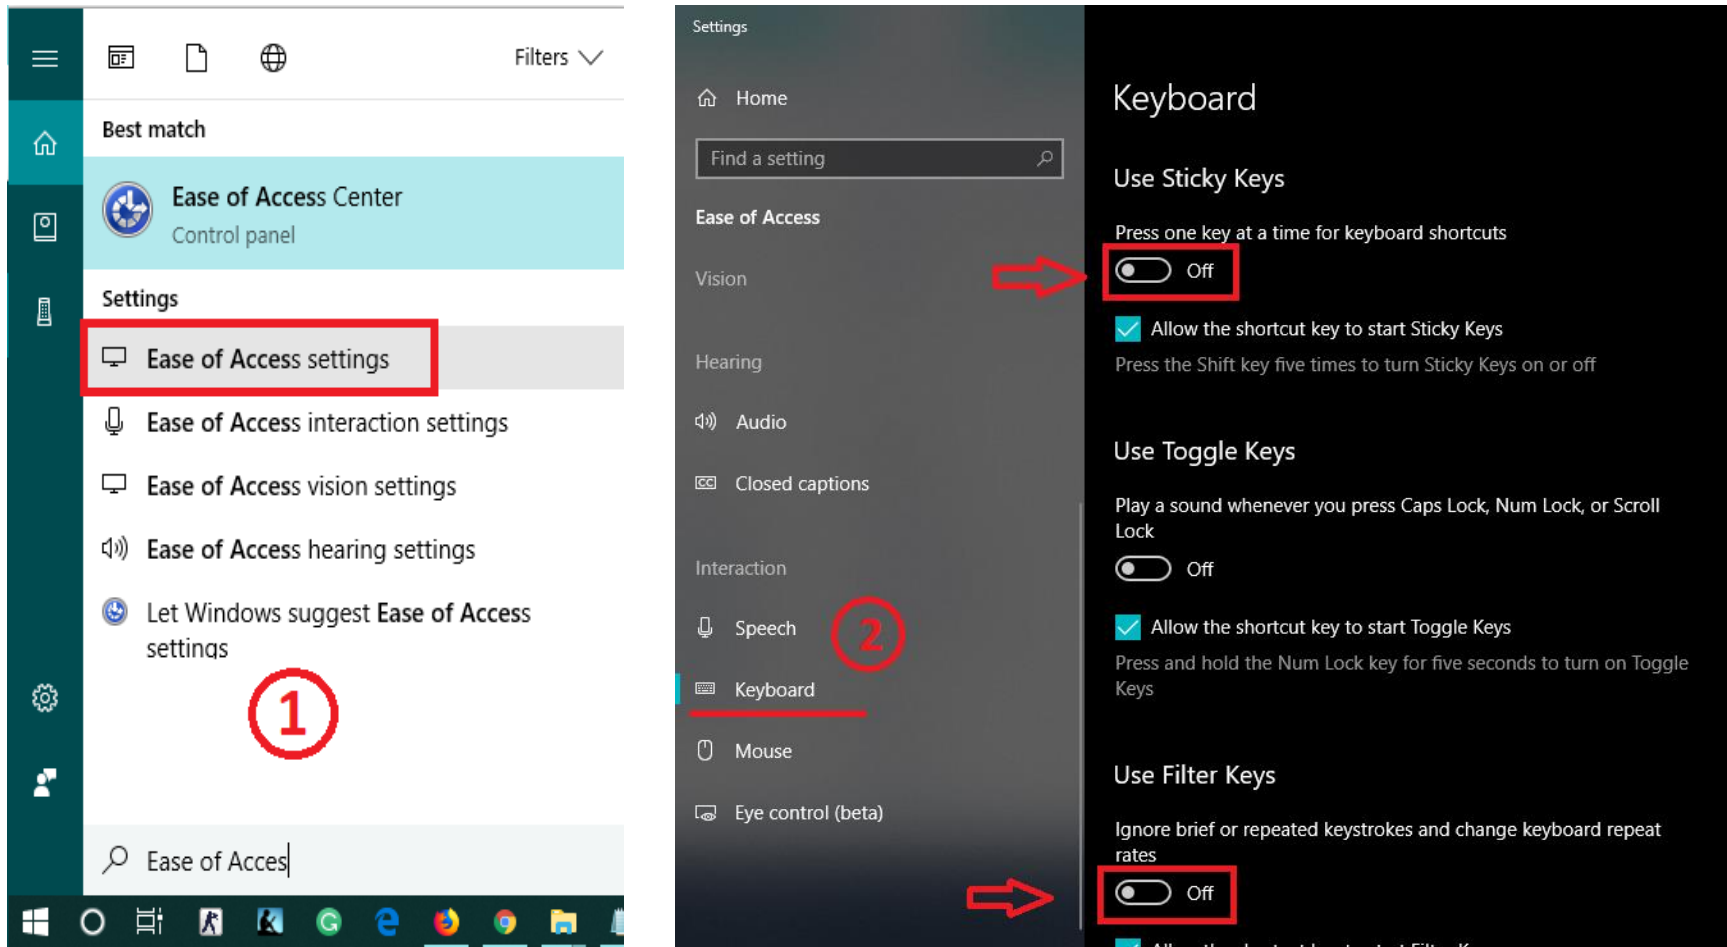 Filters
Best match
Ease of Access Center
Control panel
Settings
Ease of Access settings
Ease of Access interaction settings
Ease of Access vision settings
Ease of Access hearing settings
Let Windows suggest Ease of Access
settings
1
Ease of Acces
Settings
Home
Find a setting
Ease of Access
Vision
Hearing
Audio
CC Closed captions
Interaction
Speech
2
Keyboard
Mouse
Eye control (beta)
Keyboard
Use Sticky Keys
Press one key at a time for keyboard shortcuts
Off
Allow the shortcut key to start Sticky Keys
Press the Shift key five times to turn Sticky Keys on or off
Use Toggle Keys
Play a sound whenever you press Caps Lock, Num Lock, or Scroll
Lock
Off
Allow the shortcut key to start Toggle Keys
Press and hold the Num Lock key for five seconds to turn on Toggle
Keys
Use Filter Keys
Ignore brief or repeated keystrokes and change keyboard repeat
rates
Off